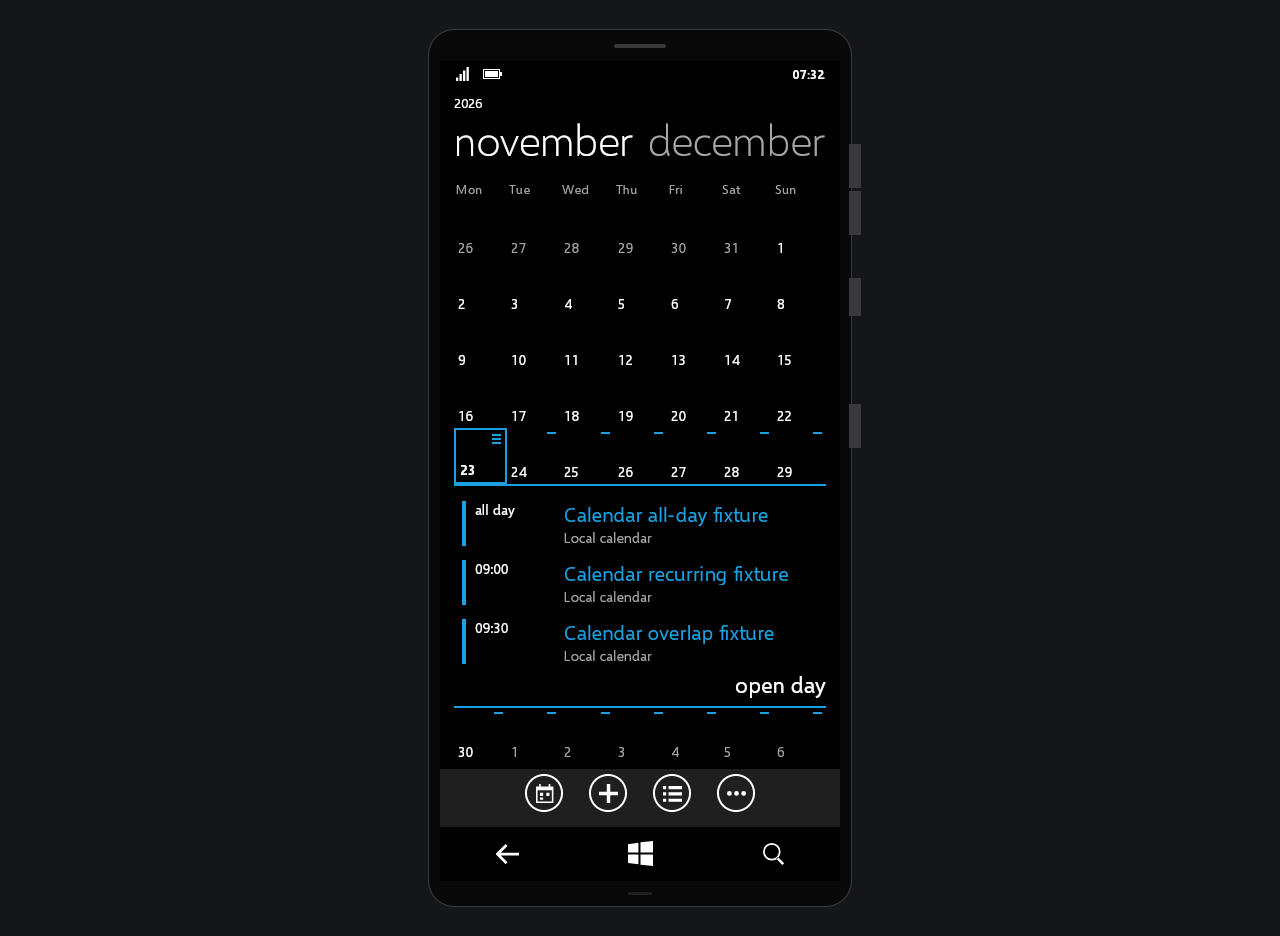 07:32
2026
november december
Mon Tue Wed Thu Fri Sat Sun
26 27 28 29 30 31 1
2 3 4 5 6 7 8
9 10 11 12 13 14 15
16 17 18 19 20 21 22
23 24 25 26 27 28 29
all day Calendar all-day fixture
Local calendar
09:00 Calendar recurring fixture
Local calendar
09:30 Calendar overlap fixture
Local calendar
open day
30 1 2 3 4 5 6